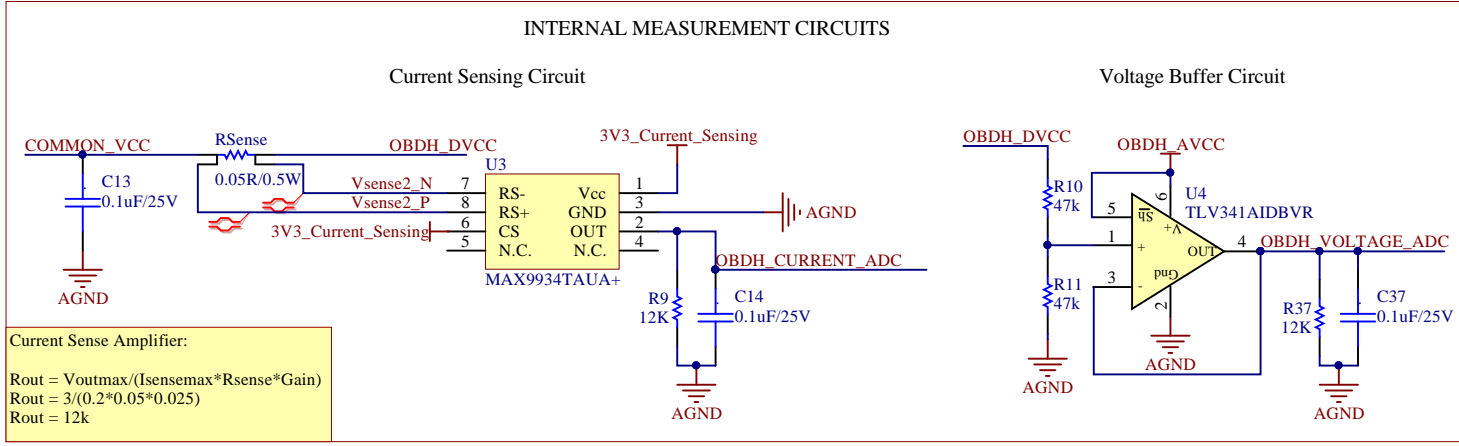 INTERNAL MEASUREMENT CIRCUITS
Current Sensing Circuit
Voltage Buffer Circuit
COMMON_VCC
RSense
0.05R/0.5W
OBDH_DVCC
C13
0.1uF/25V
AGND
Vsense2_N
Vsense2_P
3V3_Current_Sensing
U3
7 RS-
8 RS+
6 CS
5 N.C.
Vcc 1
GND 3
OUT 2
N.C. 4
MAX9934TAUA+
3V3_Current_Sensing
AGND
OBDH_CURRENT_ADC
R9
12K
C14
0.1uF/25V
AGND
OBDH_DVCC
R10
47k
R11
47k
AGND
OBDH_AVCC
U4
TLV341AIDBVR
5 Sh
6 V+
1 +
3 -
OUT 4
Gnd 2
AGND
OBDH_VOLTAGE_ADC
R37
12K
C37
0.1uF/25V
AGND
Current Sense Amplifier:
Rout = Voutmax/(Isensemax*Rsense*Gain)
Rout = 3/(0.2*0.05*0.025)
Rout = 12k